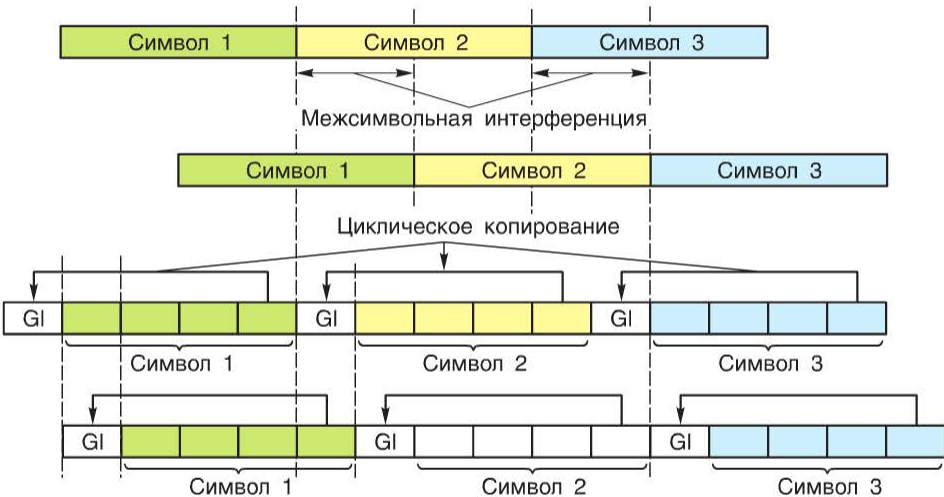 Символ 1 Символ 2 Символ 3
Межсимвольная интерференция
Символ 1 Символ 2 Символ 3
Циклическое копирование
GI GI GI
Символ 1 Символ 2 Символ 3
GI GI GI
Символ 1 Символ 2 Символ 3